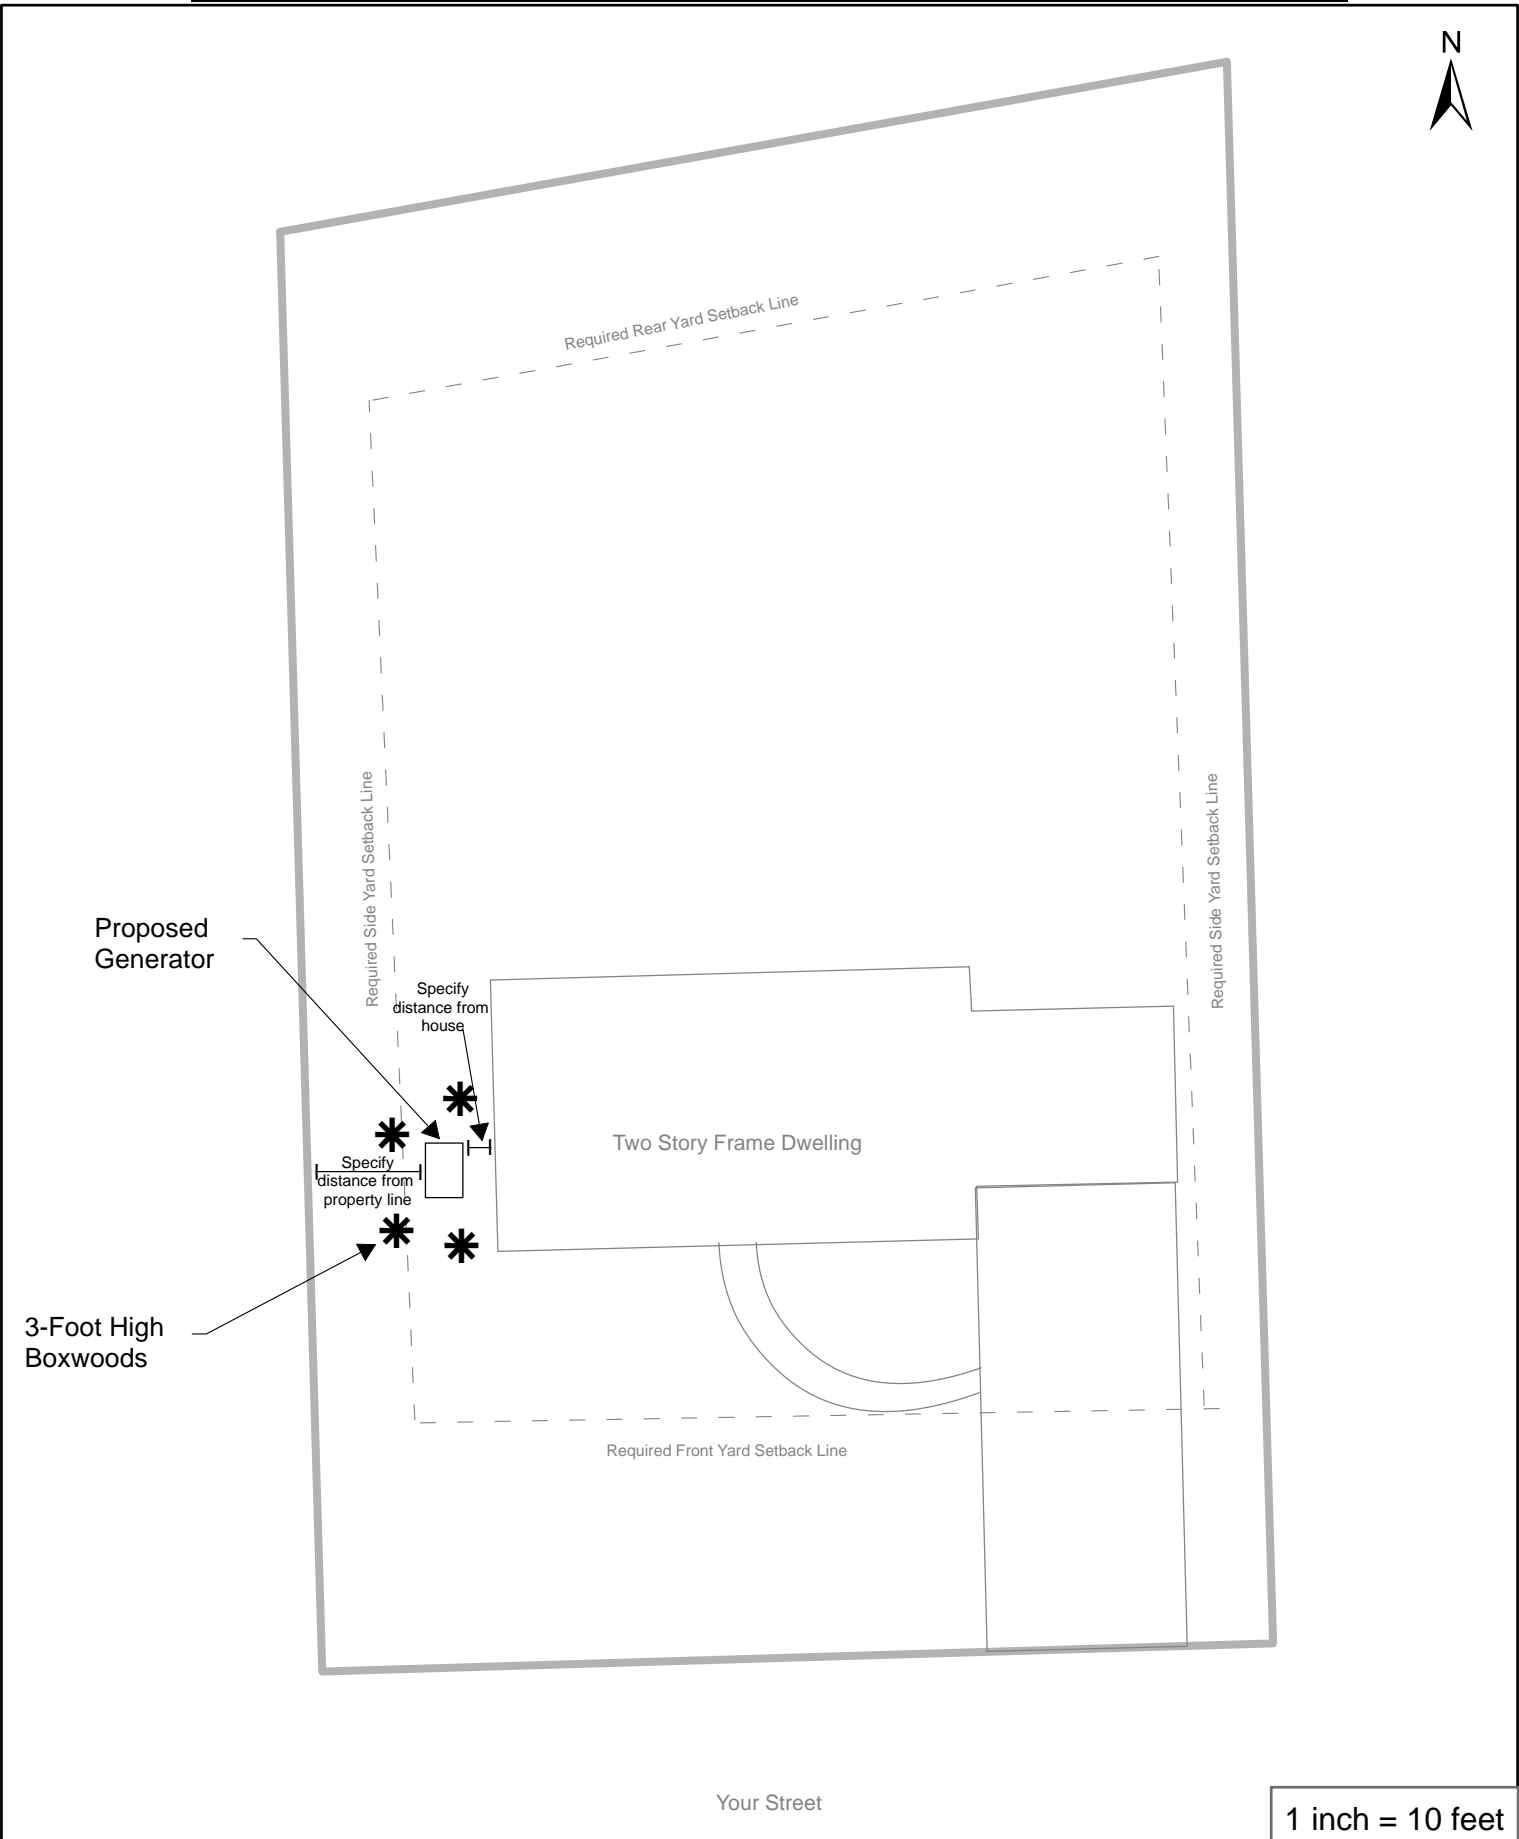 N
Required Rear Yard Setback Line
Required Side Yard Setback Line
Required Side Yard Setback Line
Proposed
Generator
Specify
distance from
house
Two Story Frame Dwelling
Specify
distance from
property line
3-Foot High
Boxwoods
Required Front Yard Setback Line
Your Street
1 inch = 10 feet